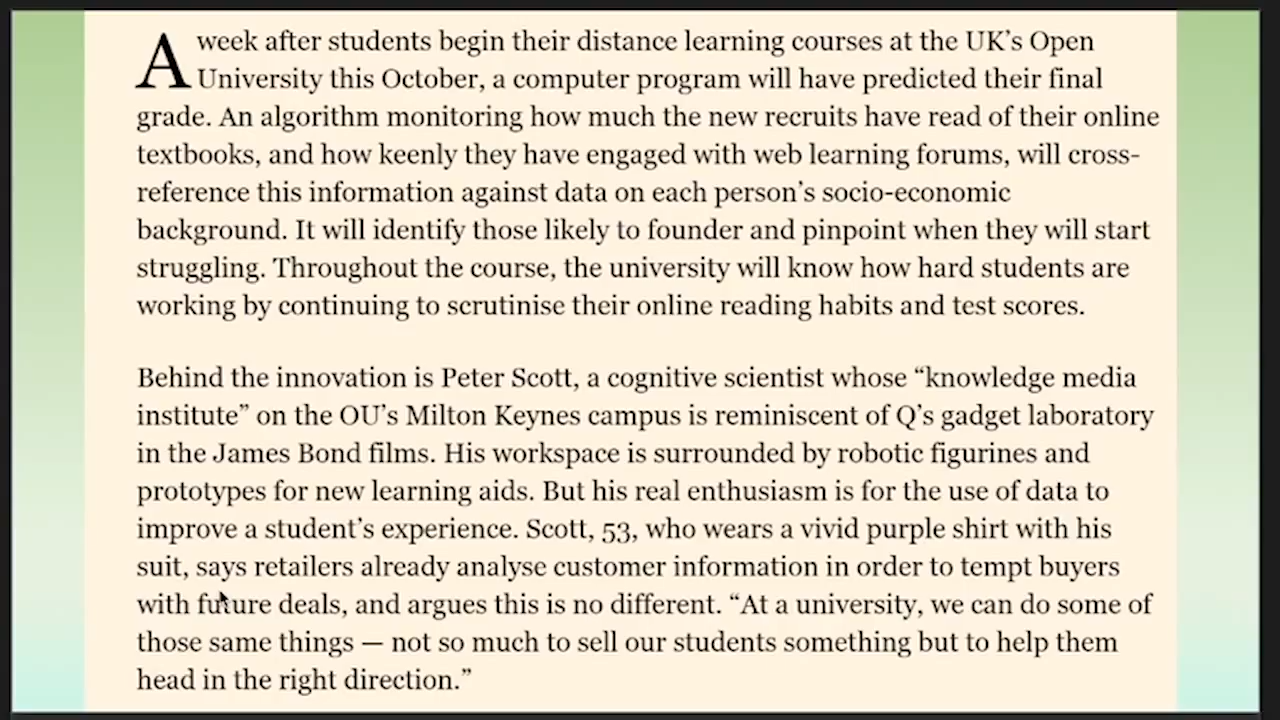 A week after students begin their distance learning courses at the UK’s Open
University this October, a computer program will have predicted their final
grade. An algorithm monitoring how much the new recruits have read of their online
textbooks, and how keenly they have engaged with web learning forums, will cross-
reference this information against data on each person’s socio-economic
background. It will identify those likely to founder and pinpoint when they will start
struggling. Throughout the course, the university will know how hard students are
working by continuing to scrutinise their online reading habits and test scores.
Behind the innovation is Peter Scott, a cognitive scientist whose “knowledge media
institute” on the OU’s Milton Keynes campus is reminiscent of Q’s gadget laboratory
in the James Bond films. His workspace is surrounded by robotic figurines and
prototypes for new learning aids. But his real enthusiasm is for the use of data to
improve a student’s experience. Scott, 53, who wears a vivid purple shirt with his
suit, says retailers already analyse customer information in order to tempt buyers
with future deals, and argues this is no different. “At a university, we can do some of
those same things — not so much to sell our students something but to help them
head in the right direction.”